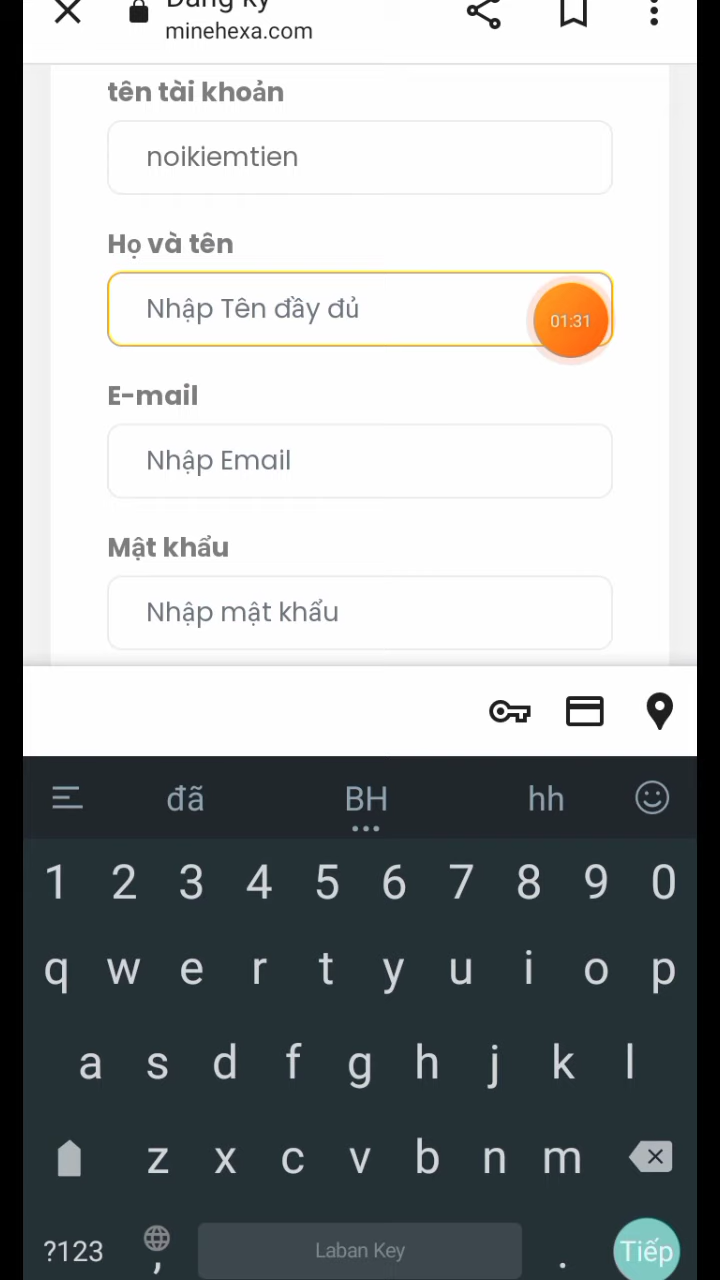 Đăng ký
minehexa.com
tên tài khoản
noikiemtien
Họ và tên
Nhập Tên đầy đủ
01:31
E-mail
Nhập Email
Mật khẩu
Nhập mật khẩu
đã BH hh
1 2 3 4 5 6 7 8 9 0
q w e r t y u i o p
a s d f g h j k l
z x c v b n m
?123 , Laban Key . Tiếp